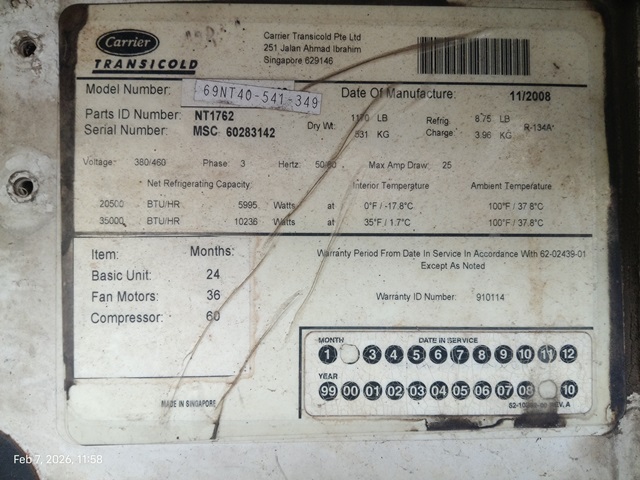 Carrier
TRANSICOLD
Carrier Transicold Pte Ltd
251 Jalan Ahmad Ibrahim
Singapore 629146
Model Number: 69NT40-541-349 Date Of Manufacture: 11/2008
Parts ID Number: NT1762
Serial Number: MSC 60283142
Dry Wt: 1170 LB Refrig. 8.75 LB R-134A
KG Charge: 3.96 KG
Voltage: 380/460 Phase: 3 Hertz: 50/60 Max Amp Draw: 25
Net Refrigerating Capacity: Interior Temperature Ambient Temperature
20500 BTU/HR 5995 Watts at 0°F / -17.8°C 100°F / 37.8°C
35000 BTU/HR 10236 Watts at 35°F / 1.7°C 100°F / 37.8°C
Item: Months:
Basic Unit: 24
Fan Motors: 36
Compressor: 60
Warranty Period From Date In Service In Accordance With 62-02439-01
Except As Noted
Warranty ID Number: 910114
MONTH DATE IN SERVICE
1 3 4 5 6 7 8 9 10 11 12
YEAR
99 00 01 02 03 04 05 06 07 08 10
REV. A
MADE IN SINGAPORE
Feb 7, 2026, 11:58